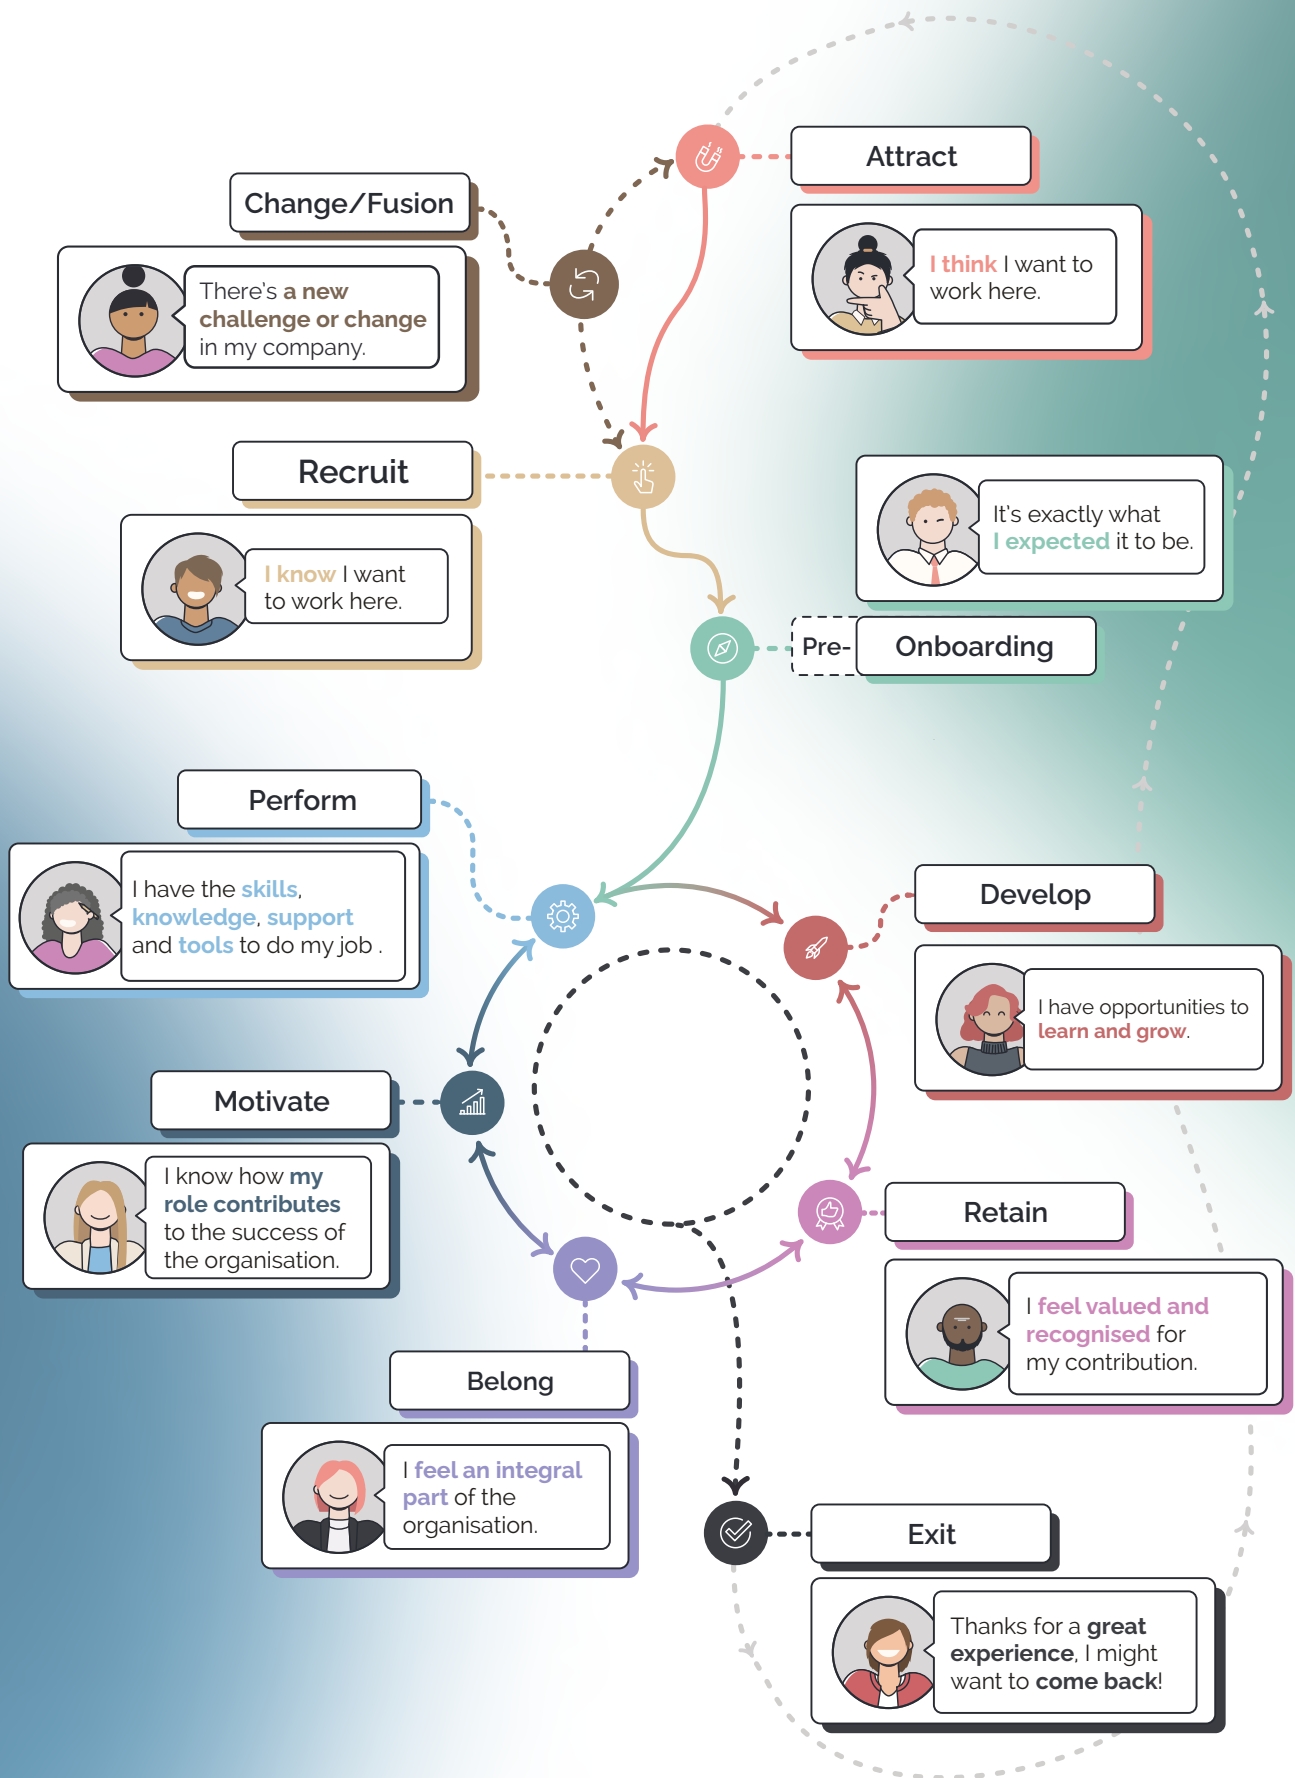 Attract
I think I want to
work here.
Change/Fusion
There's a new
challenge or change
in my company.
Recruit
I know I want
to work here.
It's exactly what
I expected it to be.
Pre- Onboarding
Perform
I have the skills,
knowledge, support
and tools to do my job .
Develop
I have opportunities to
learn and grow.
Motivate
I know how my
role contributes
to the success of
the organisation.
Retain
I feel valued and
recognised for
my contribution.
Belong
I feel an integral
part of the
organisation.
Exit
Thanks for a great
experience, I might
want to come back!